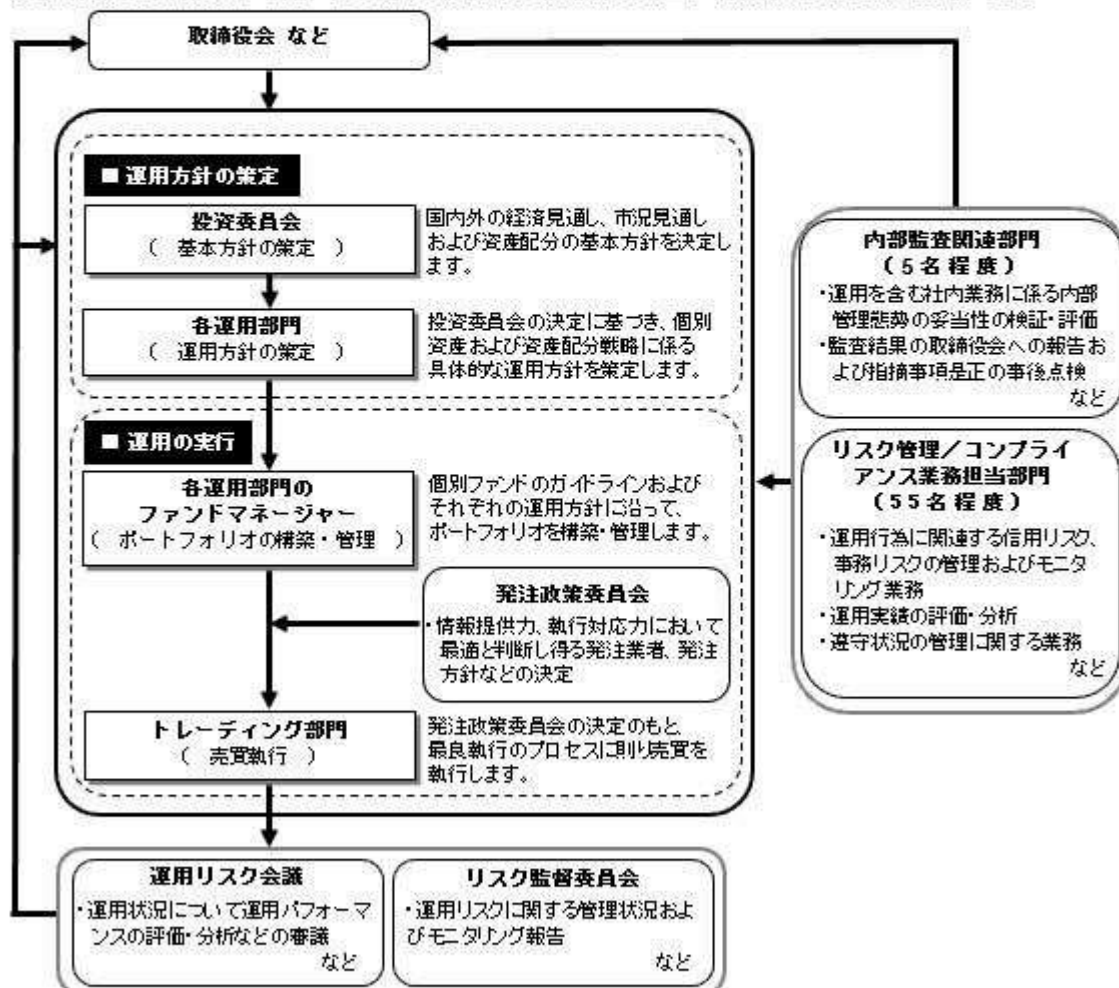 取締役会 など
■ 運用方針の策定
投資委員会
( 基本方針の策定 )
国内外の経済見通し、市況見通し
および資産配分の基本方針を決定し
ます。
各運用部門
( 運用方針の策定 )
投資委員会の決定に基づき、個別
資産および資産配分戦略に係る
具体的な運用方針を策定します。
■ 運用の実行
各運用部門の
ファンドマネージャー
( ポートフォリオの構築・管理 )
個別ファンドのガイドラインおよび
それぞれの運用方針に沿って、
ポートフォリオを構築・管理します。
発注政策委員会
・情報提供力、執行対応力において
最適と判断し得る発注業者、発注
方針などの決定
トレーディング部門
( 売買執行 )
発注政策委員会の決定のもと、
最良執行のプロセスに則り売買を
執行します。
運用リスク会議
・運用状況について運用パフォーマ
ンスの評価・分析などの審議
など
リスク監督委員会
・運用リスクに関する管理状況およ
びモニタリング報告
など
内部監査関連部門
(5名程度)
・運用を含む社内業務に係る内部
管理態勢の妥当性の検証・評価
・監査結果の取締役会への報告お
よび指摘事項是正の事後点検
など
リスク管理/コンプライ
アンス業務担当部門
(55名程度)
・運用行為に関連する信用リスク、
事務リスクの管理およびモニタ
リング業務
・運用実績の評価・分析
・遵守状況の管理に関する業務
など